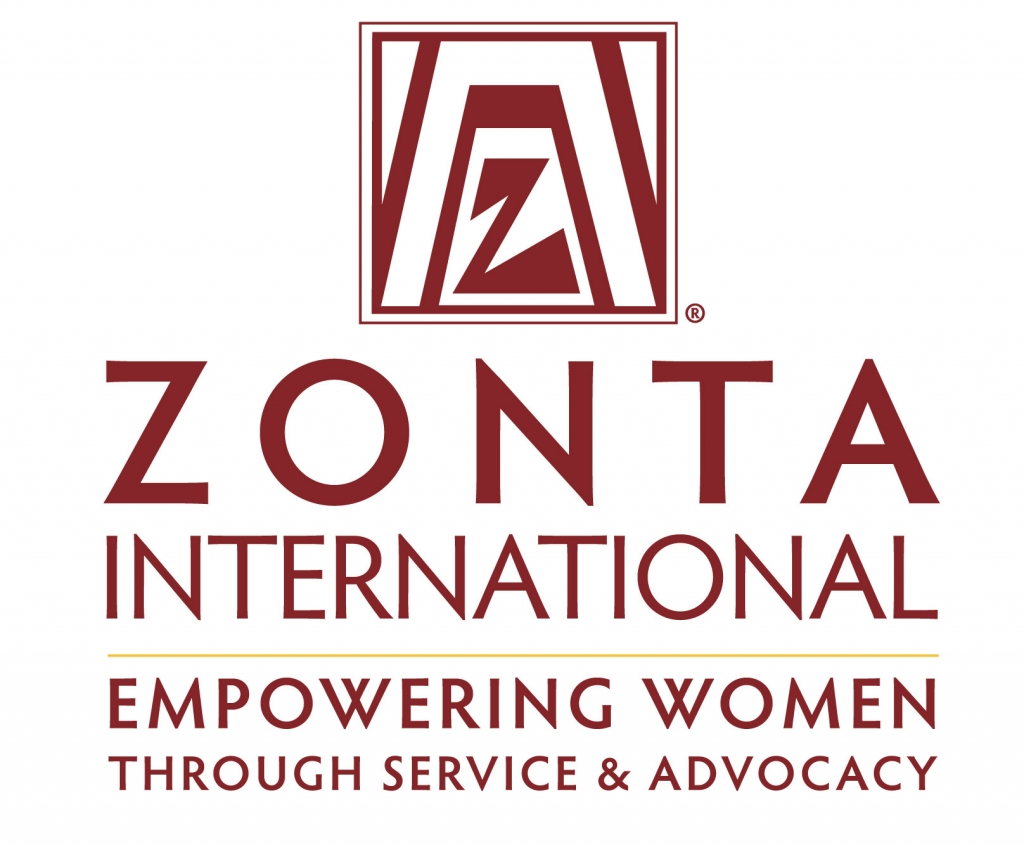 Z
®
ZONTA
INTERNATIONAL
EMPOWERING WOMEN
THROUGH SERVICE & ADVOCACY